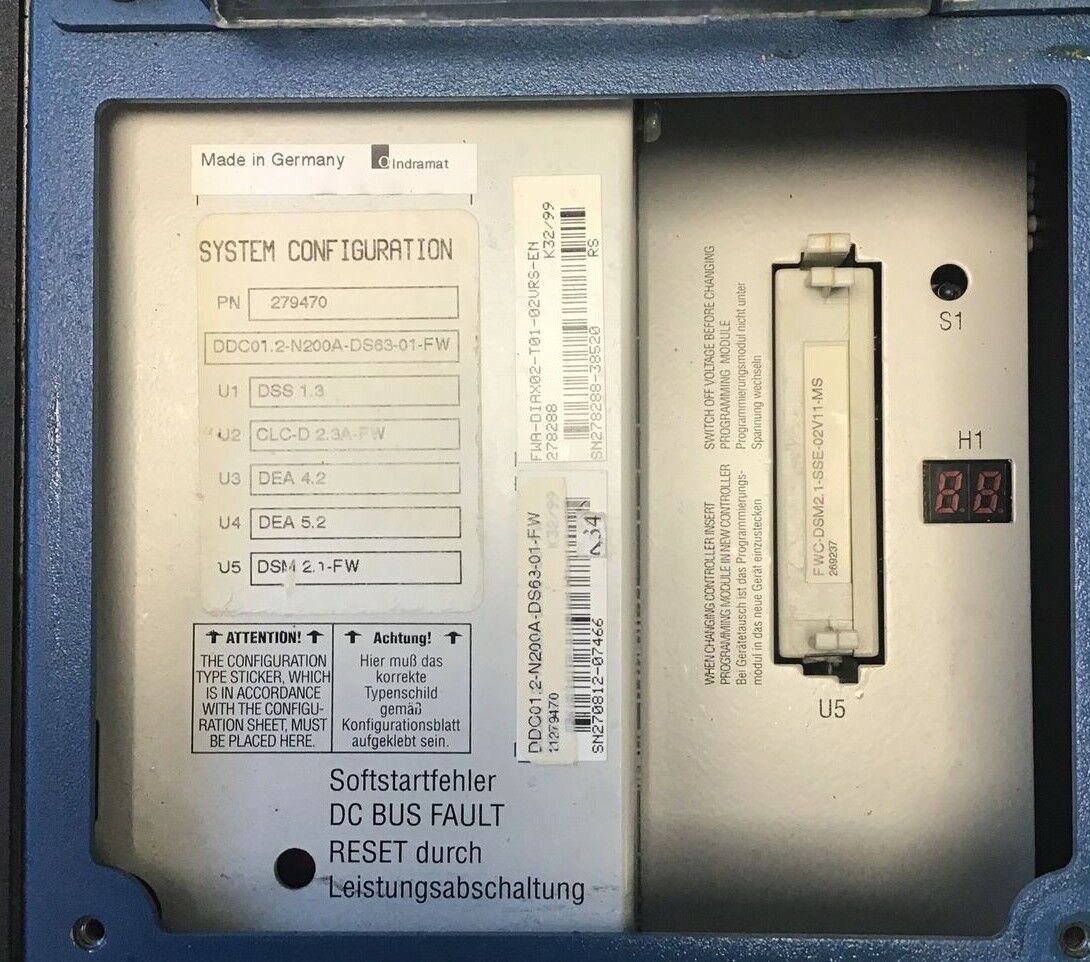 Made in Germany Indramat
SYSTEM CONFIGURATION
PN 279470
DDC01.2-N200A-DS63-01-FW
U1 DSS 1.3
U2 CLC-D 2.3A-FW
U3 DEA 4.2
U4 DEA 5.2
U5 DSM 2.1-FW
ATTENTION!
THE CONFIGURATION
TYPE STICKER, WHICH
IS IN ACCORDANCE
WITH THE CONFIGU-
RATION SHEET, MUST
BE PLACED HERE.
Achtung!
Hier muß das
korrekte
Typenschild
gemäß
Konfigurationsblatt
aufgeklebt sein.
Softstartfehler
DC BUS FAULT
RESET durch
Leistungsabschaltung
FWA-DIAX02-T01-02VRS-EN
278288 K32/99
SN278288-38520 RS
DDC01.2-N200A-DS63-01-FW
11279470 K32/99
SN270812-07466
A34
SWITCH OFF VOLTAGE BEFORE CHANGING
PROGRAMMING MODULE
Programmierungsmodul nicht unter
Spannung wechseln
WHEN CHANGING CONTROLLER INSERT
PROGRAMMING MODULE IN NEW CONTROLLER
Bei Gerätetausch ist das Programmierungs-
modul in das neue Gerät einzustecken
FWC-DSM2.1-SSE-02V11-MS
269237
U5
S1
H1